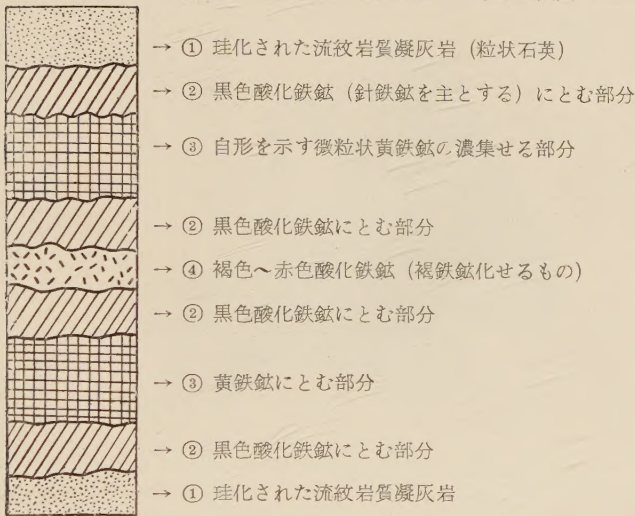 → ① 珪化された流紋岩質凝灰岩（粒状石英）
→ ② 黒色酸化鉄鉱（針鉄鉱を主とする）にとむ部分
→ ③ 自形を示す微粒状黄鉄鉱の濃集せる部分
→ ② 黒色酸化鉄鉱にとむ部分
→ ④ 褐色〜赤色酸化鉄鉱（褐鉄鉱化せるもの）
→ ② 黒色酸化鉄鉱にとむ部分
→ ③ 黄鉄鉱にとむ部分
→ ② 黒色酸化鉄鉱にとむ部分
→ ① 珪化された流紋岩質凝灰岩